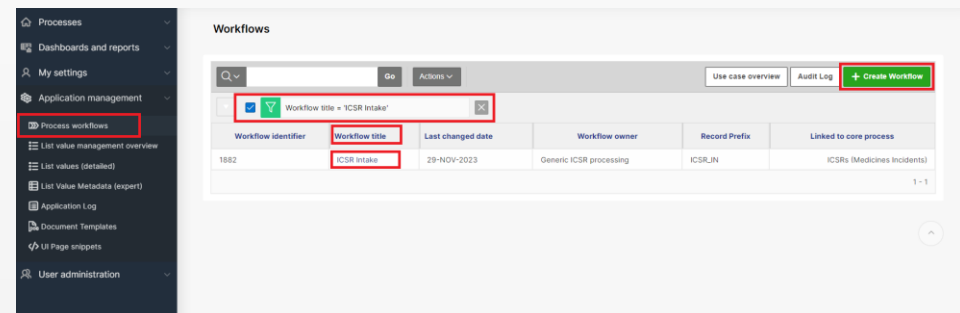 Processes
Dashboards and reports
My settings
Application management
Process workflows
List value management overview
List values (detailed)
List Value Metadata (expert)
Application Log
Document Templates
UI Page snippets
User administration
Workflows
Go Actions Use case overview Audit Log + Create Workflow
Workflow title = 'ICSR Intake'
Workflow identifier Workflow title Last changed date Workflow owner Record Prefix Linked to core process
1882 ICSR Intake 29-NOV-2023 Generic ICSR processing ICSR_IN ICSRs (Medicines Incidents)
1 - 1